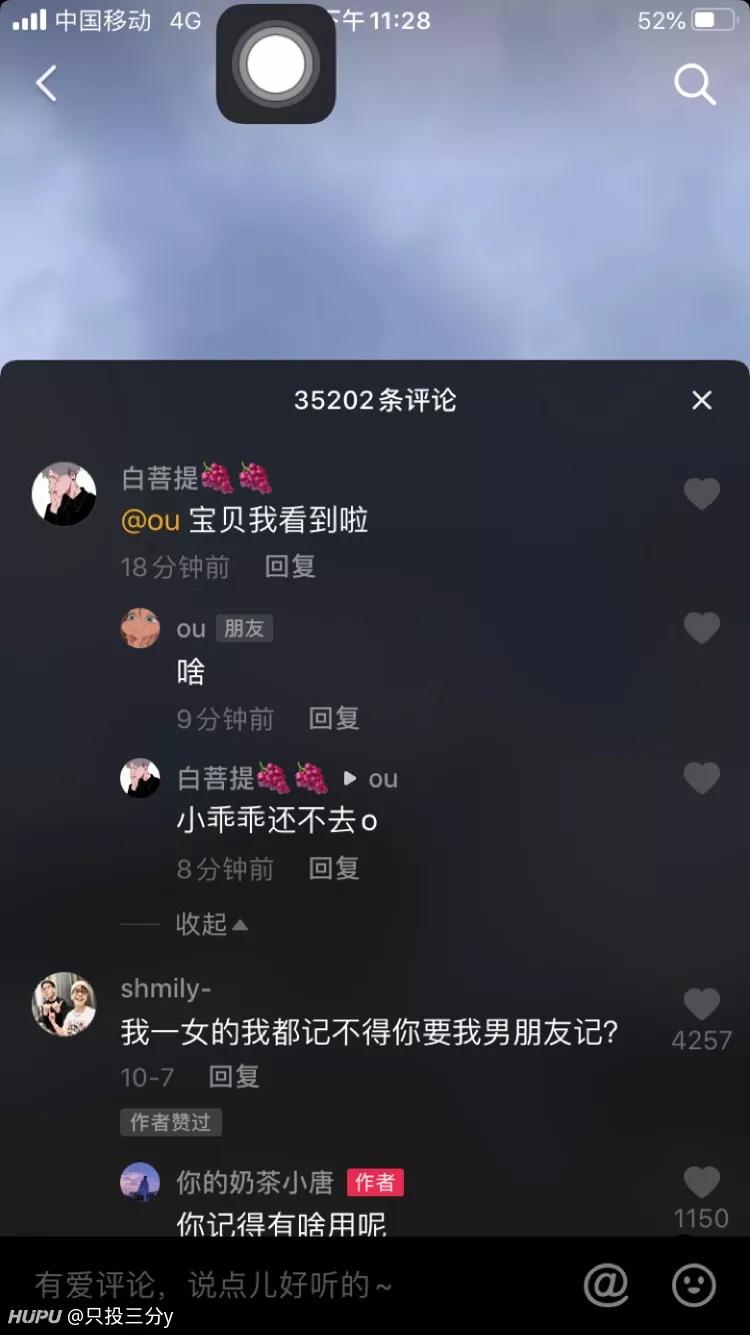 中国移动 4G 下午11:28 52%
35202条评论
白菩提🍇🍇
@ou 宝贝我看到啦
18分钟前 回复
ou 朋友
啥
9分钟前 回复
白菩提🍇🍇 ▶ ou
小乖乖还不去o
8分钟前 回复
收起
shmily-
我一女的我都记不得你要我男朋友记?
4257
10-7 回复
作者赞过
你的奶茶小唐 作者
你记得有啥用呢
1150
有爱评论，说点儿好听的~
HUPU @只投三分y